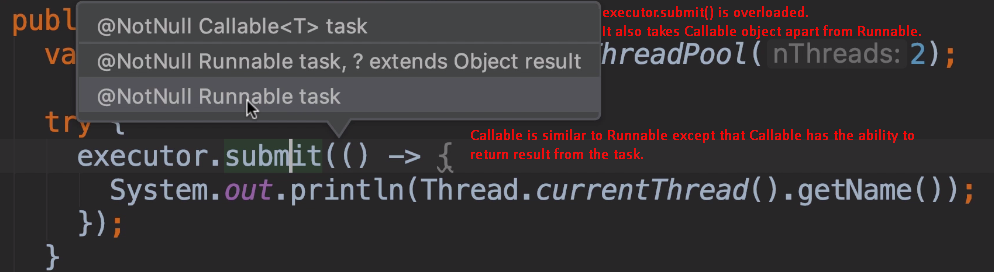 publ
@NotNull Callable<T> task
executor.submit() is overloaded.
It also takes Callable object apart from Runnable.
va
hreadPool( nThreads: 2);
@NotNull Runnable task, ? extends Object result
@NotNull Runnable task
try {
Callable is similar to Runnable except that Callable has the ability to
return result from the task.
executor.submit(() -> {
System.out.println(Thread.currentThread().getName());
});
}